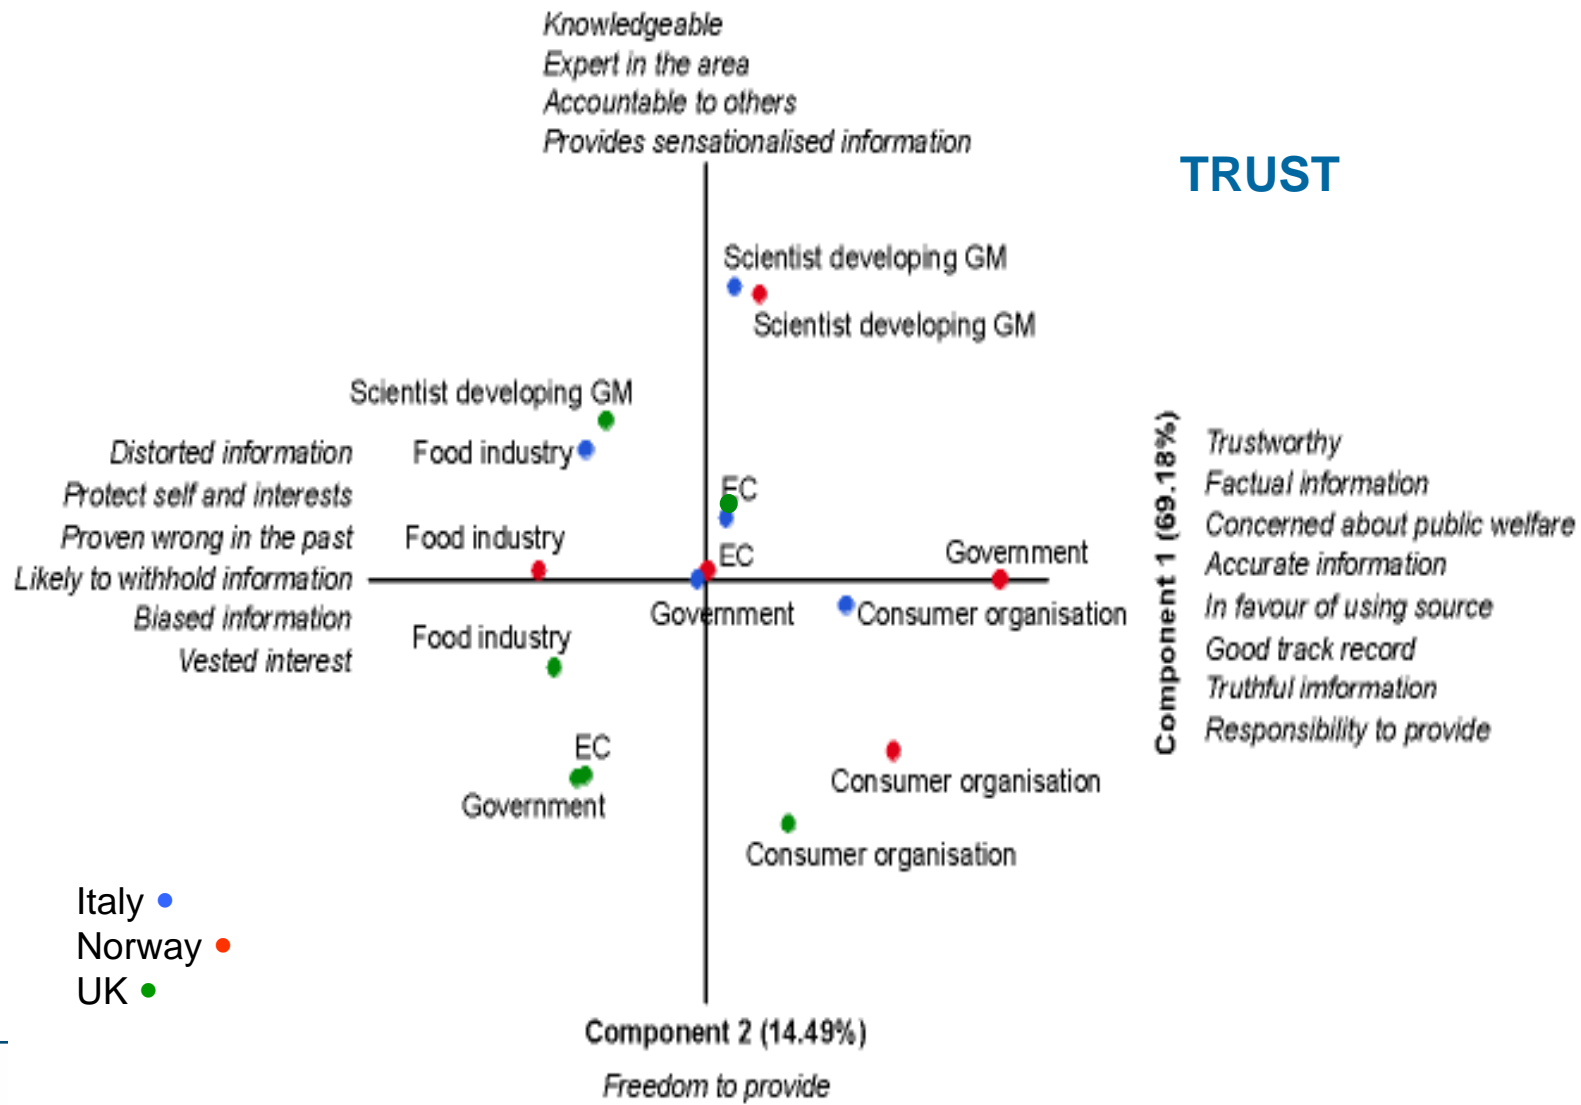 Knowledgeable
Expert in the area
Accountable to others
Provides sensationalised information
TRUST
Scientist developing GM
Scientist developing GM
Scientist developing GM
Food industry
Distorted information
Protect self and interests
Proven wrong in the past
Likely to withhold information
Biased information
Vested interest
EC
Food industry
EC
Government
Government
Consumer organisation
Food industry
EC
Government
Consumer organisation
Consumer organisation
Component 1 (69.18%)
Trustworthy
Factual information
Concerned about public welfare
Accurate information
In favour of using source
Good track record
Truthful imformation
Responsibility to provide
Italy
Norway
UK
Component 2 (14.49%)
Freedom to provide